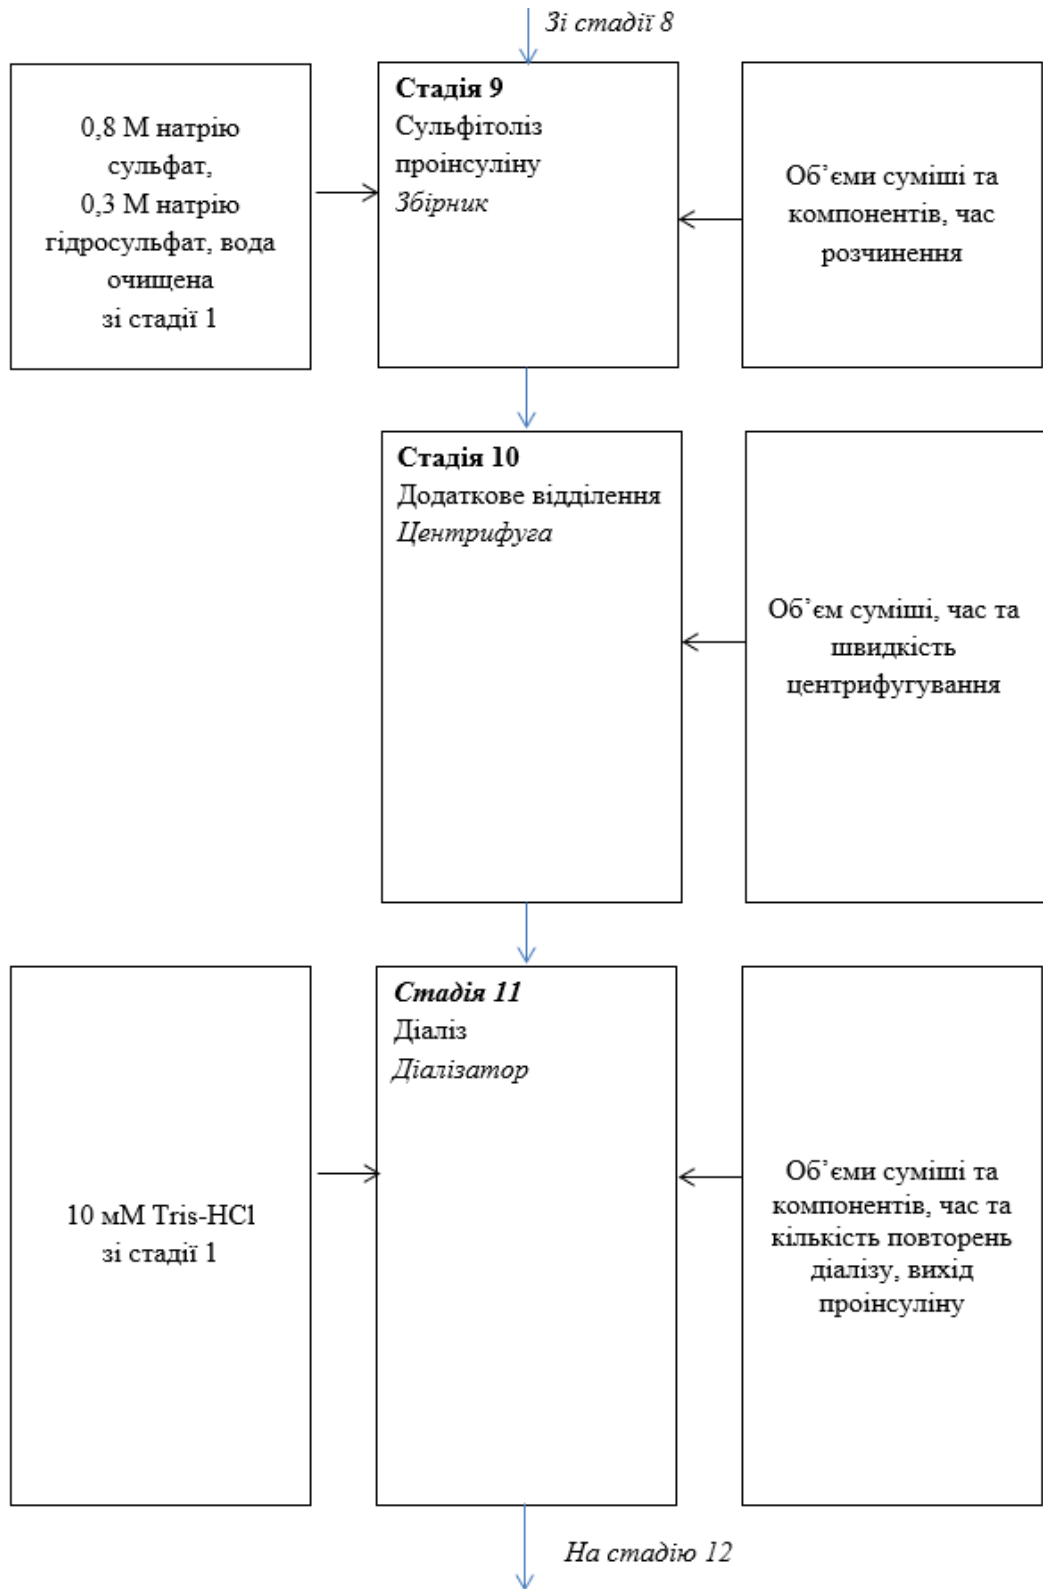 Зі стадії 8
0,8 М натрію
сульфат,
0,3 М натрію
гідросульфат, вода
очищена
зі стадії 1
Стадія 9
Сульфітоліз
проінсуліну
Збірник
Об’єми суміші та
компонентів, час
розчинення
Стадія 10
Додаткове відділення
Центрифуга
Об’єм суміші, час та
швидкість
центрифугування
10 мМ Tris-HCl
зі стадії 1
Стадія 11
Діаліз
Діалізатор
Об’єми суміші та
компонентів, час та
кількість повторень
діалізу, вихід
проінсуліну
На стадію 12